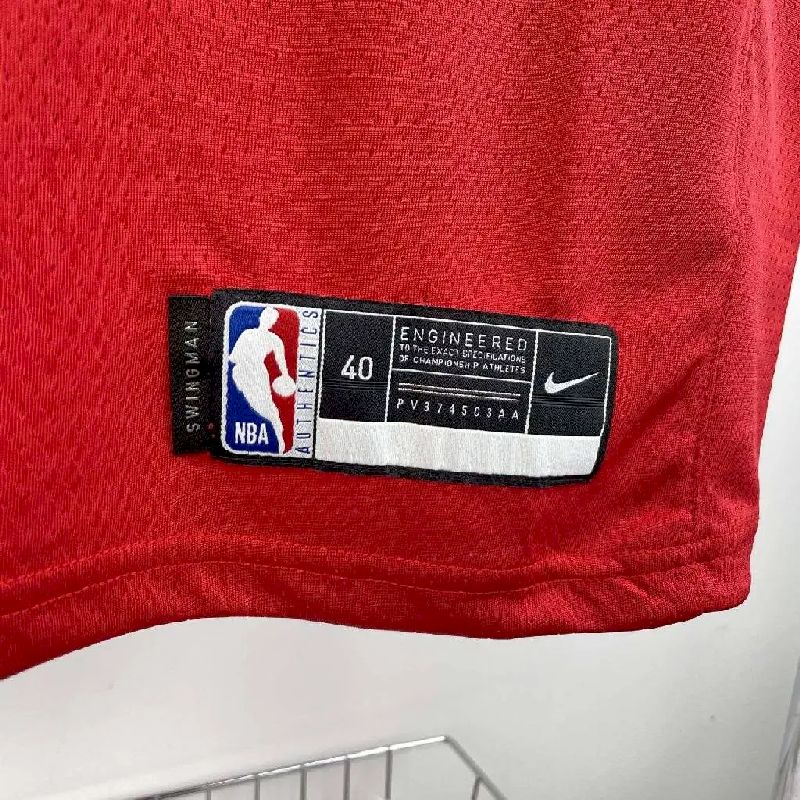 SWINGMAN
NBA
AUTHENTICS
40
ENGINEERED
TO THE EXACT SPECIFICATIONS
OF CHAMPIONSHIP ATHLETES
PV374503AA